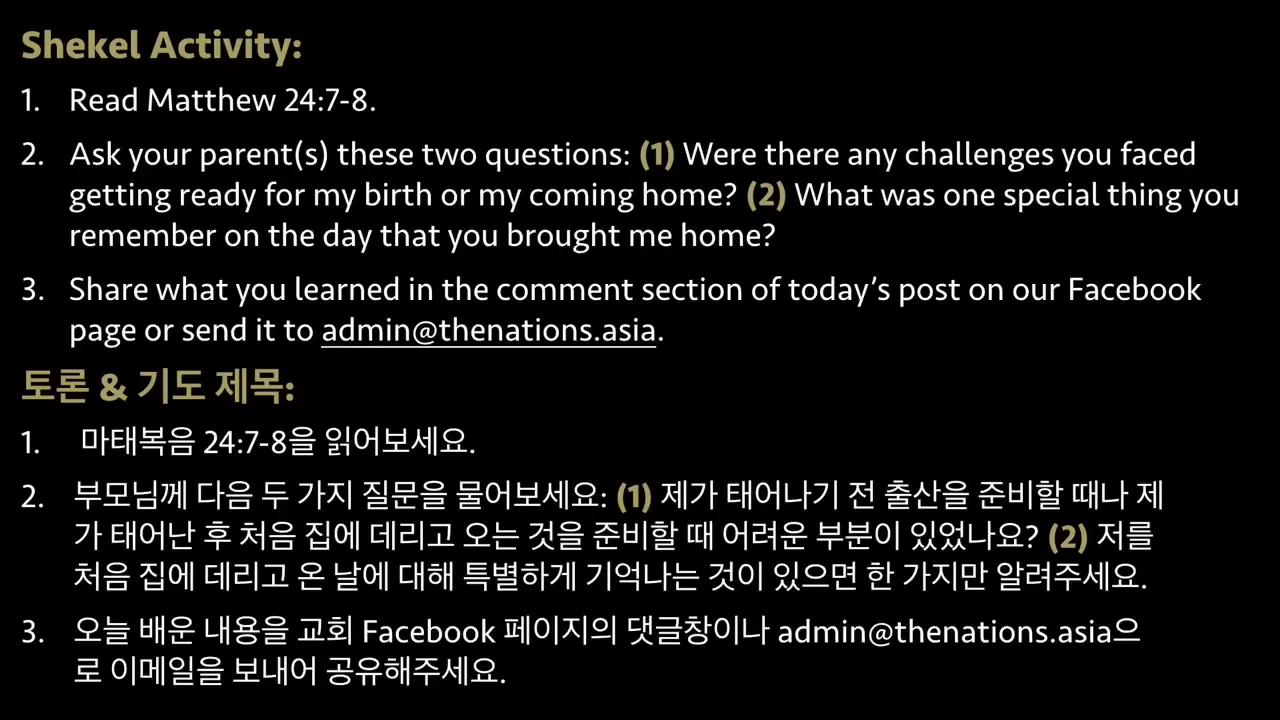 Shekel Activity:
1. Read Matthew 24:7-8.
2. Ask your parent(s) these two questions: (1) Were there any challenges you faced
getting ready for my birth or my coming home? (2) What was one special thing you
remember on the day that you brought me home?
3. Share what you learned in the comment section of today’s post on our Facebook
page or send it to admin@thenations.asia.
토론 & 기도 제목:
1. 마태복음 24:7-8을 읽어보세요.
2. 부모님께 다음 두 가지 질문을 물어보세요: (1) 제가 태어나기 전 출산을 준비할 때나 제
가 태어난 후 처음 집에 데리고 오는 것을 준비할 때 어려운 부분이 있었나요? (2) 저를
처음 집에 데리고 온 날에 대해 특별하게 기억나는 것이 있으면 한 가지만 알려주세요.
3. 오늘 배운 내용을 교회 Facebook 페이지의 댓글창이나 admin@thenations.asia으
로 이메일을 보내어 공유해주세요.